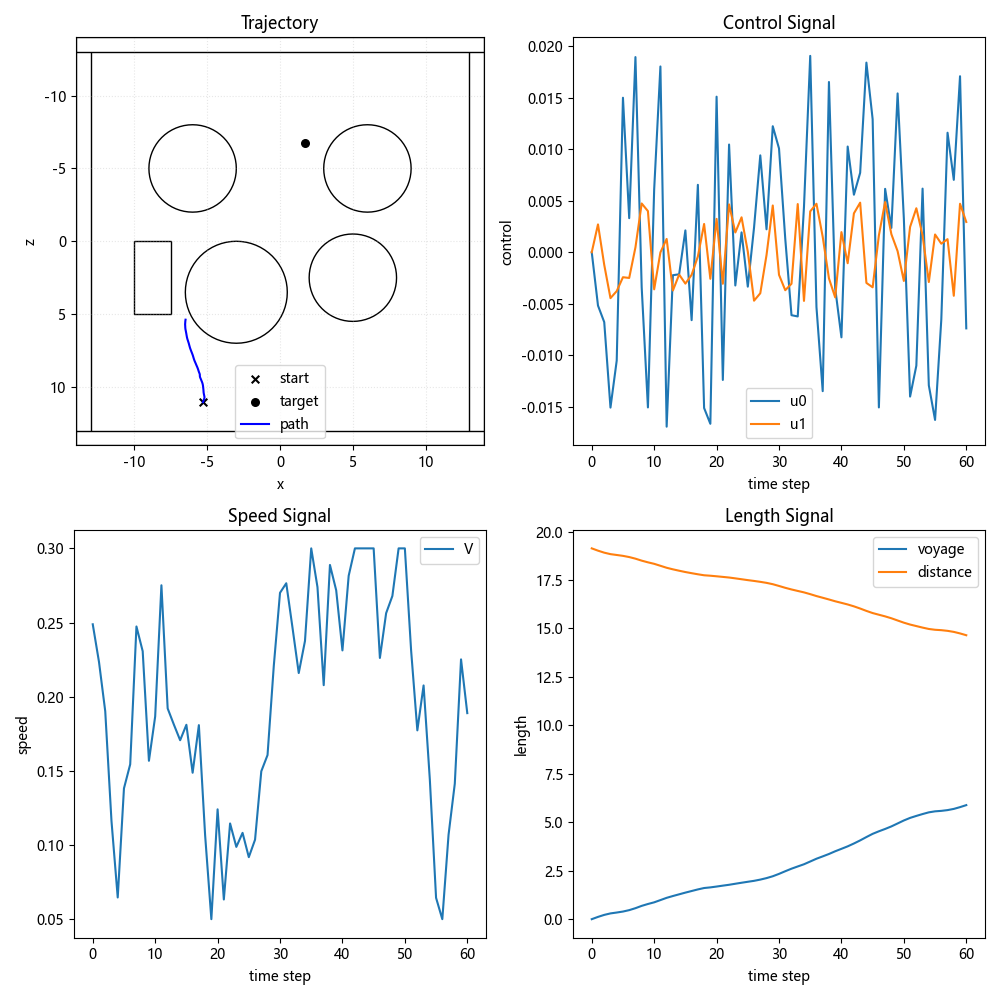 Trajectory
-10
-5
0
5
10
z
-10
-5
0
5
10
x
start
target
path
Control Signal
0.020
0.015
0.010
0.005
0.000
-0.005
-0.010
-0.015
control
0
10
20
30
40
50
60
time step
u0
u1
Speed Signal
0.30
0.25
0.20
0.15
0.10
0.05
speed
0
10
20
30
40
50
60
time step
V
Length Signal
20.0
17.5
15.0
12.5
10.0
7.5
5.0
2.5
0.0
length
0
10
20
30
40
50
60
time step
voyage
distance